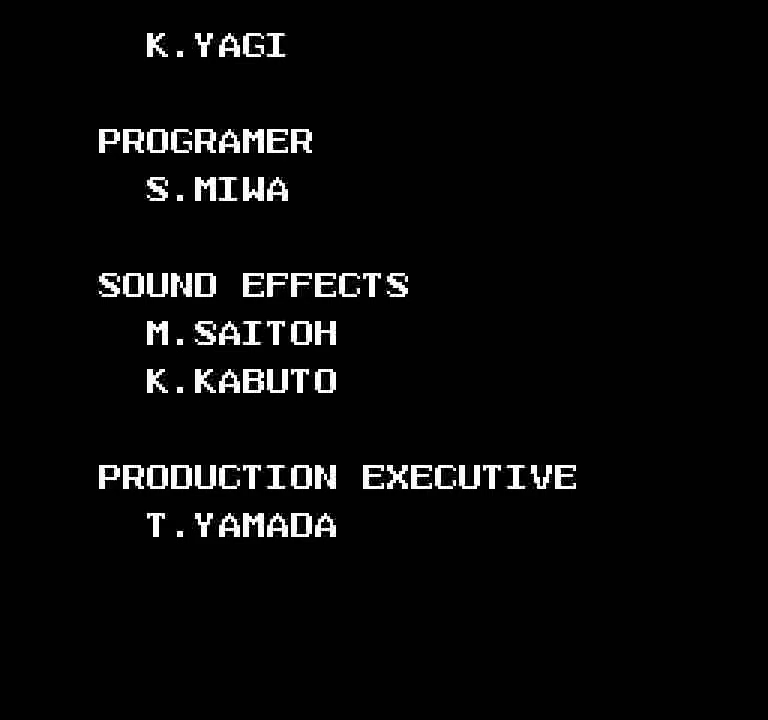 K.YAGI
PROGRAMER
S.MIWA
SOUND EFFECTS
M.SAITOH
K.KABUTO
PRODUCTION EXECUTIVE
T.YAMADA